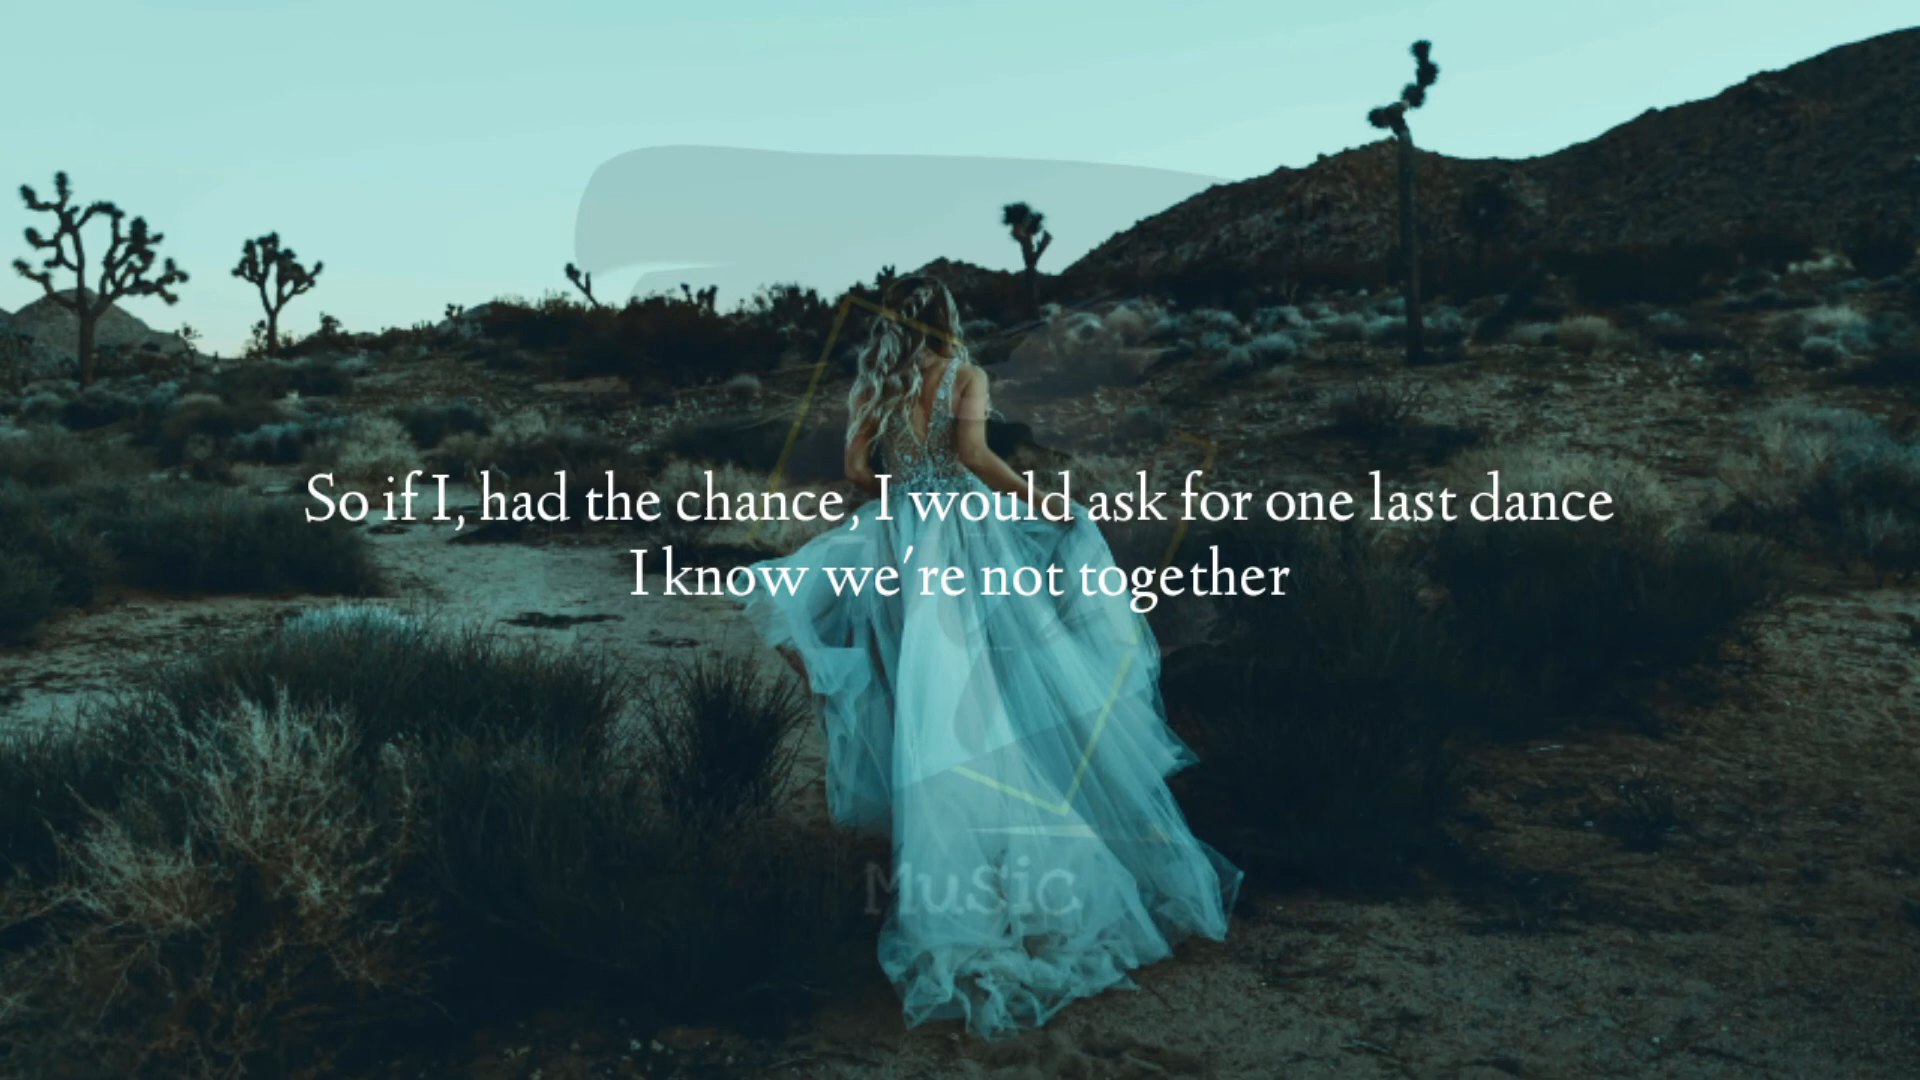 So if I, had the chance, I would ask for one last dance
I know we're not together
Music